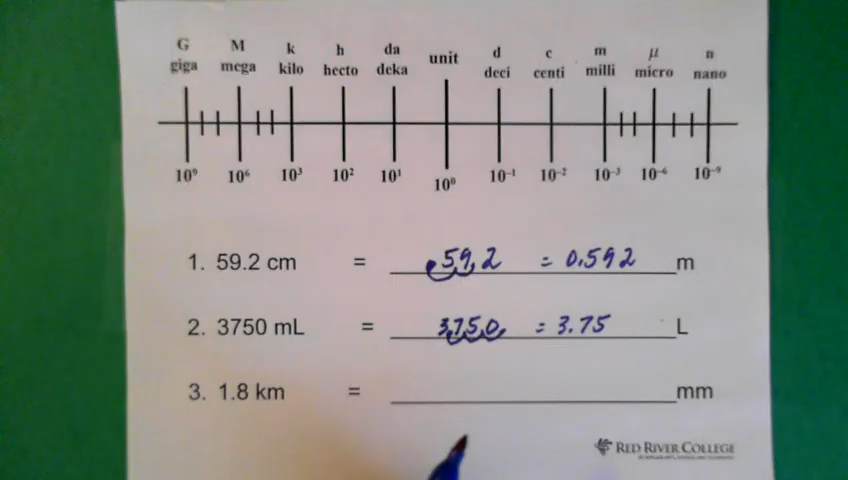 G M k h da unit d c m μ n
giga mega kilo hecto deka deci centi milli micro nano
10⁹ 10⁶ 10³ 10² 10¹ 10⁰ 10⁻¹ 10⁻² 10⁻³ 10⁻⁶ 10⁻⁹
1. 59.2 cm = 59.2 = 0.592 m
2. 3750 mL = 3750 = 3.75 L
3. 1.8 km = mm
RED RIVER COLLEGE